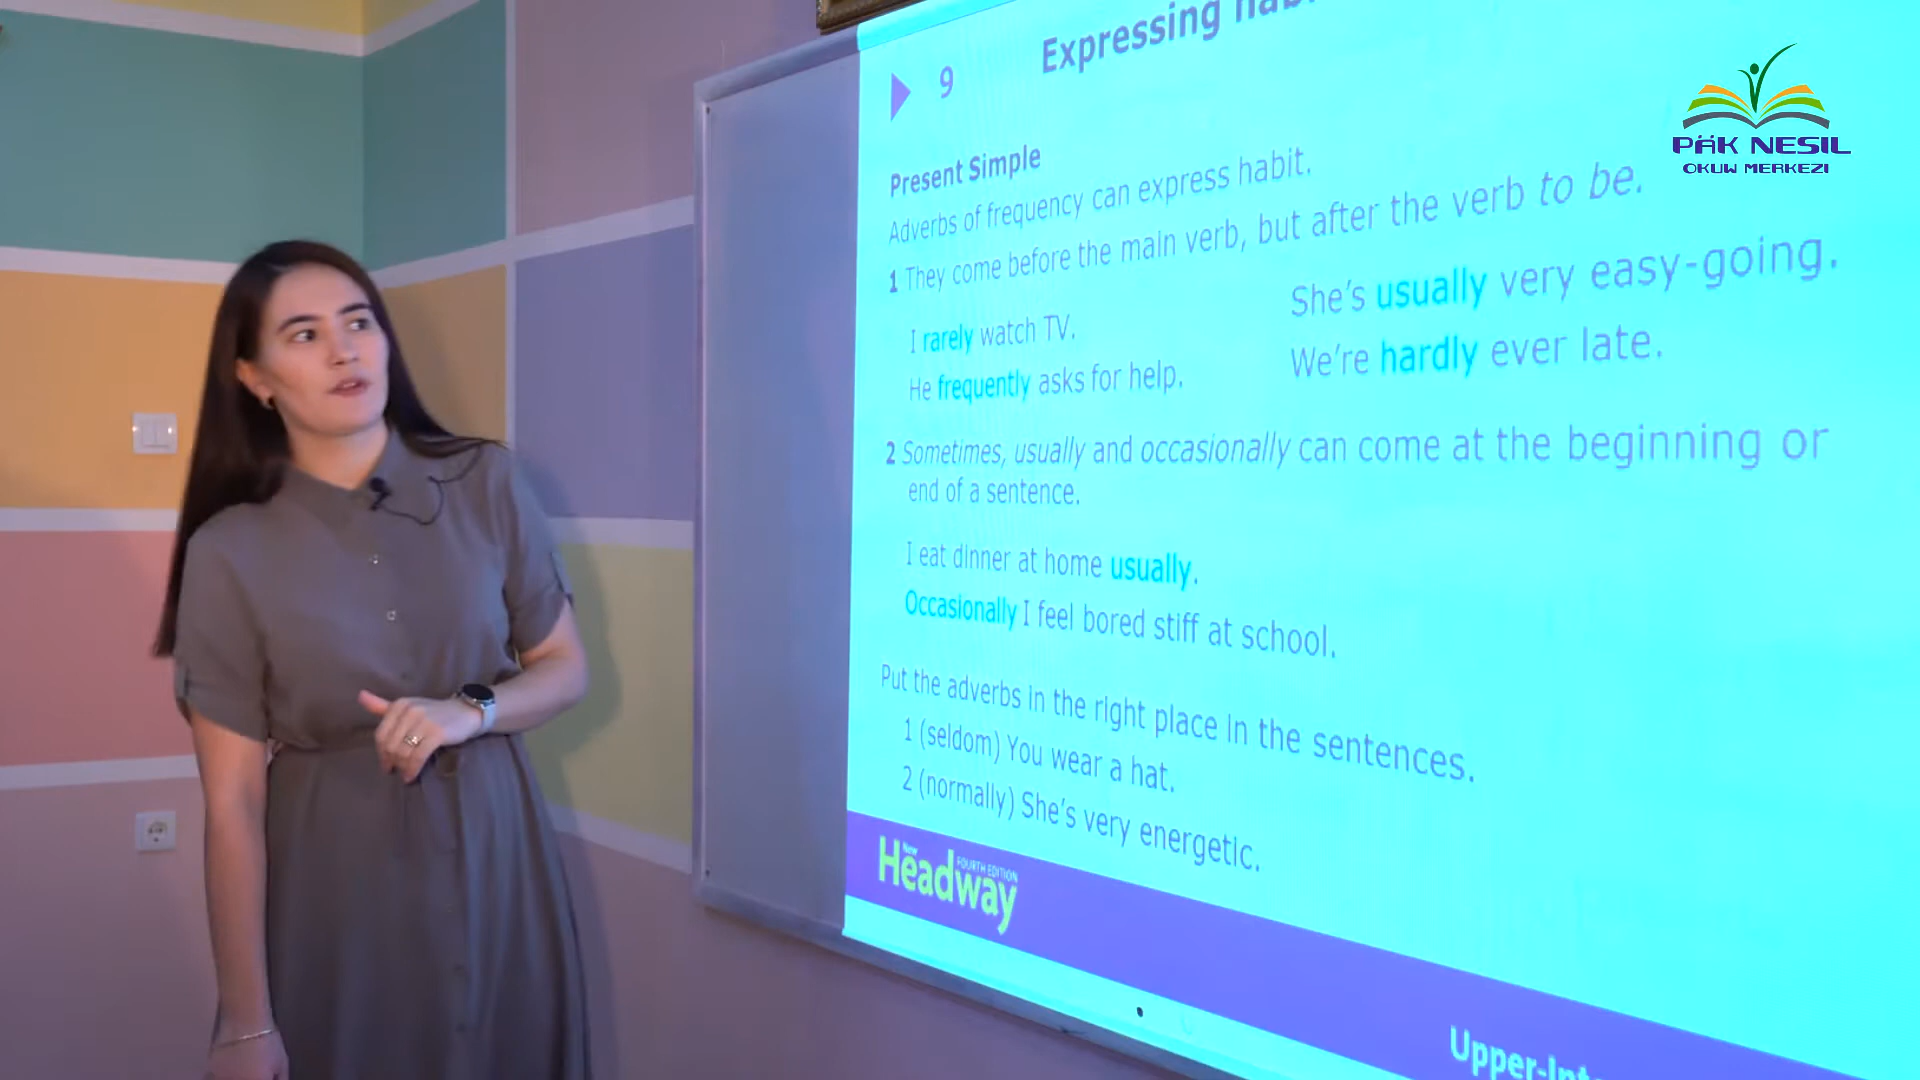 9 Expressing
PÄK NESIL
OKUW MERKEZI
Present Simple
Adverbs of frequency can express habit.
1 They come before the main verb, but after the verb to be.
I rarely watch TV.
She's usually very easy-going.
He frequently asks for help.
We're hardly ever late.
2 Sometimes, usually and occasionally can come at the beginning or
end of a sentence.
I eat dinner at home usually.
Occasionally I feel bored stiff at school.
Put the adverbs in the right place in the sentences.
1 (seldom) You wear a hat.
2 (normally) She's very energetic.
New
Headway
FOURTH EDITION